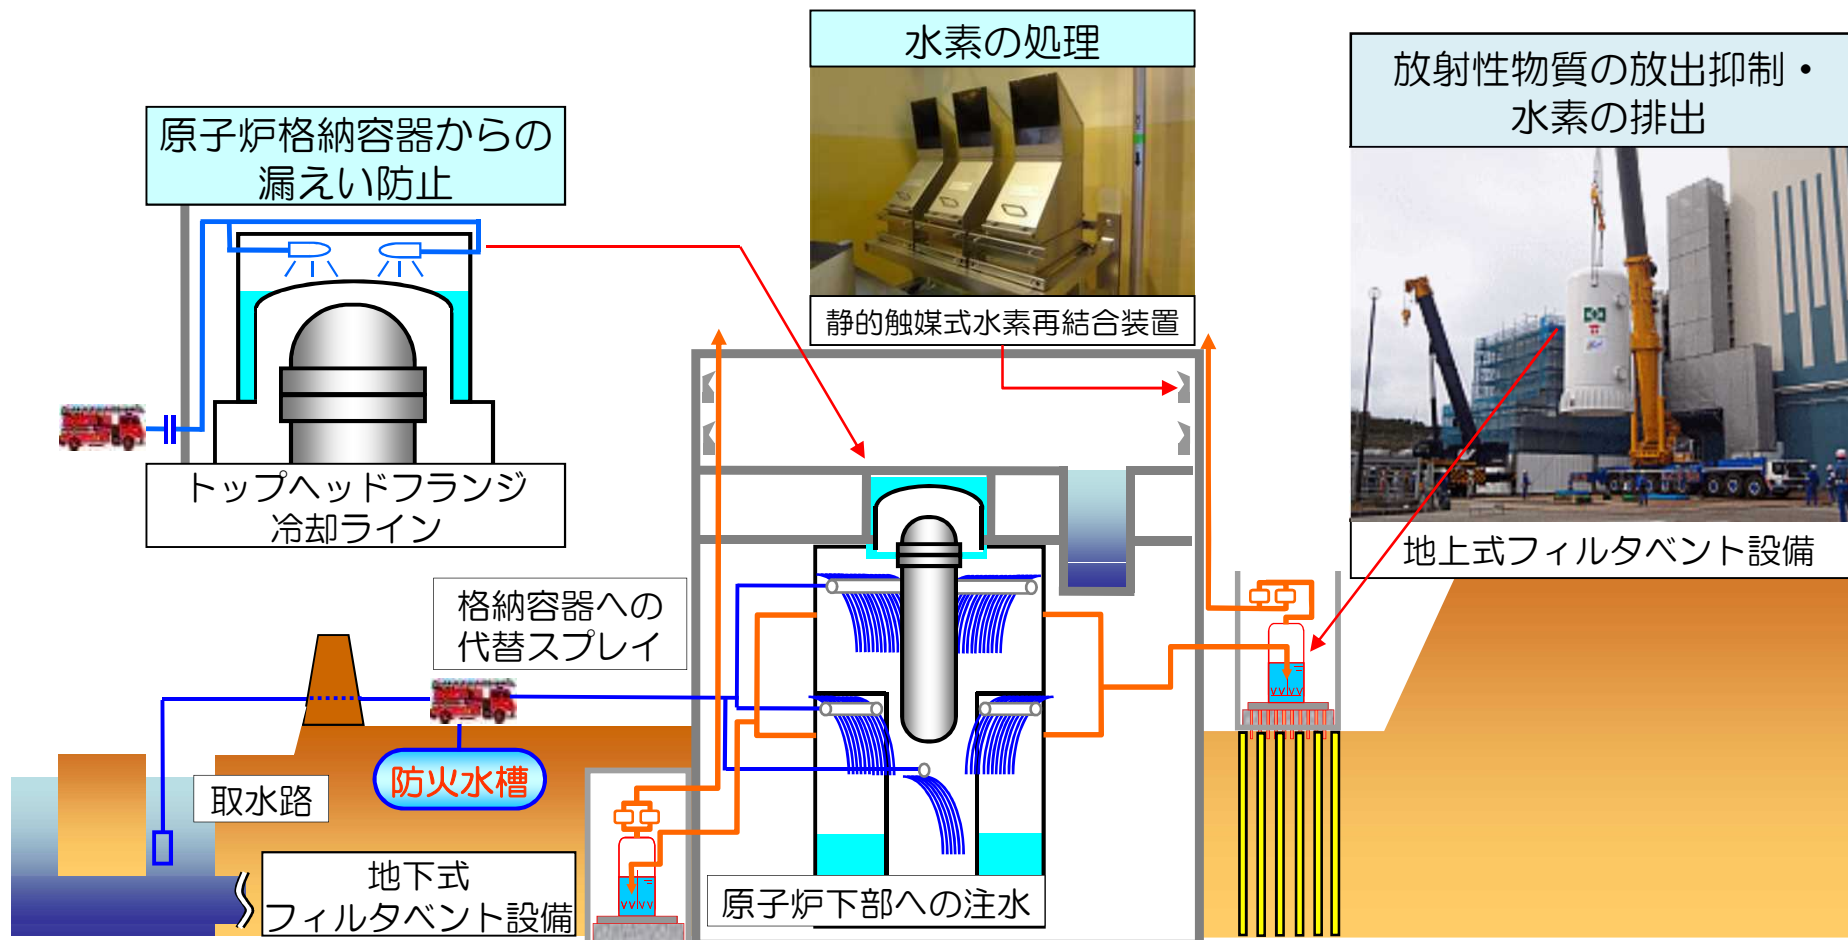 水素の処理
放射性物質の放出抑制・
水素の排出
原子炉格納容器からの
漏えい防止
静的触媒式水素再結合装置
トップヘッドフランジ
冷却ライン
地上式フィルタベント設備
格納容器への
代替スプレイ
防火水槽
取水路
地下式
フィルタベント設備
原子炉下部への注水